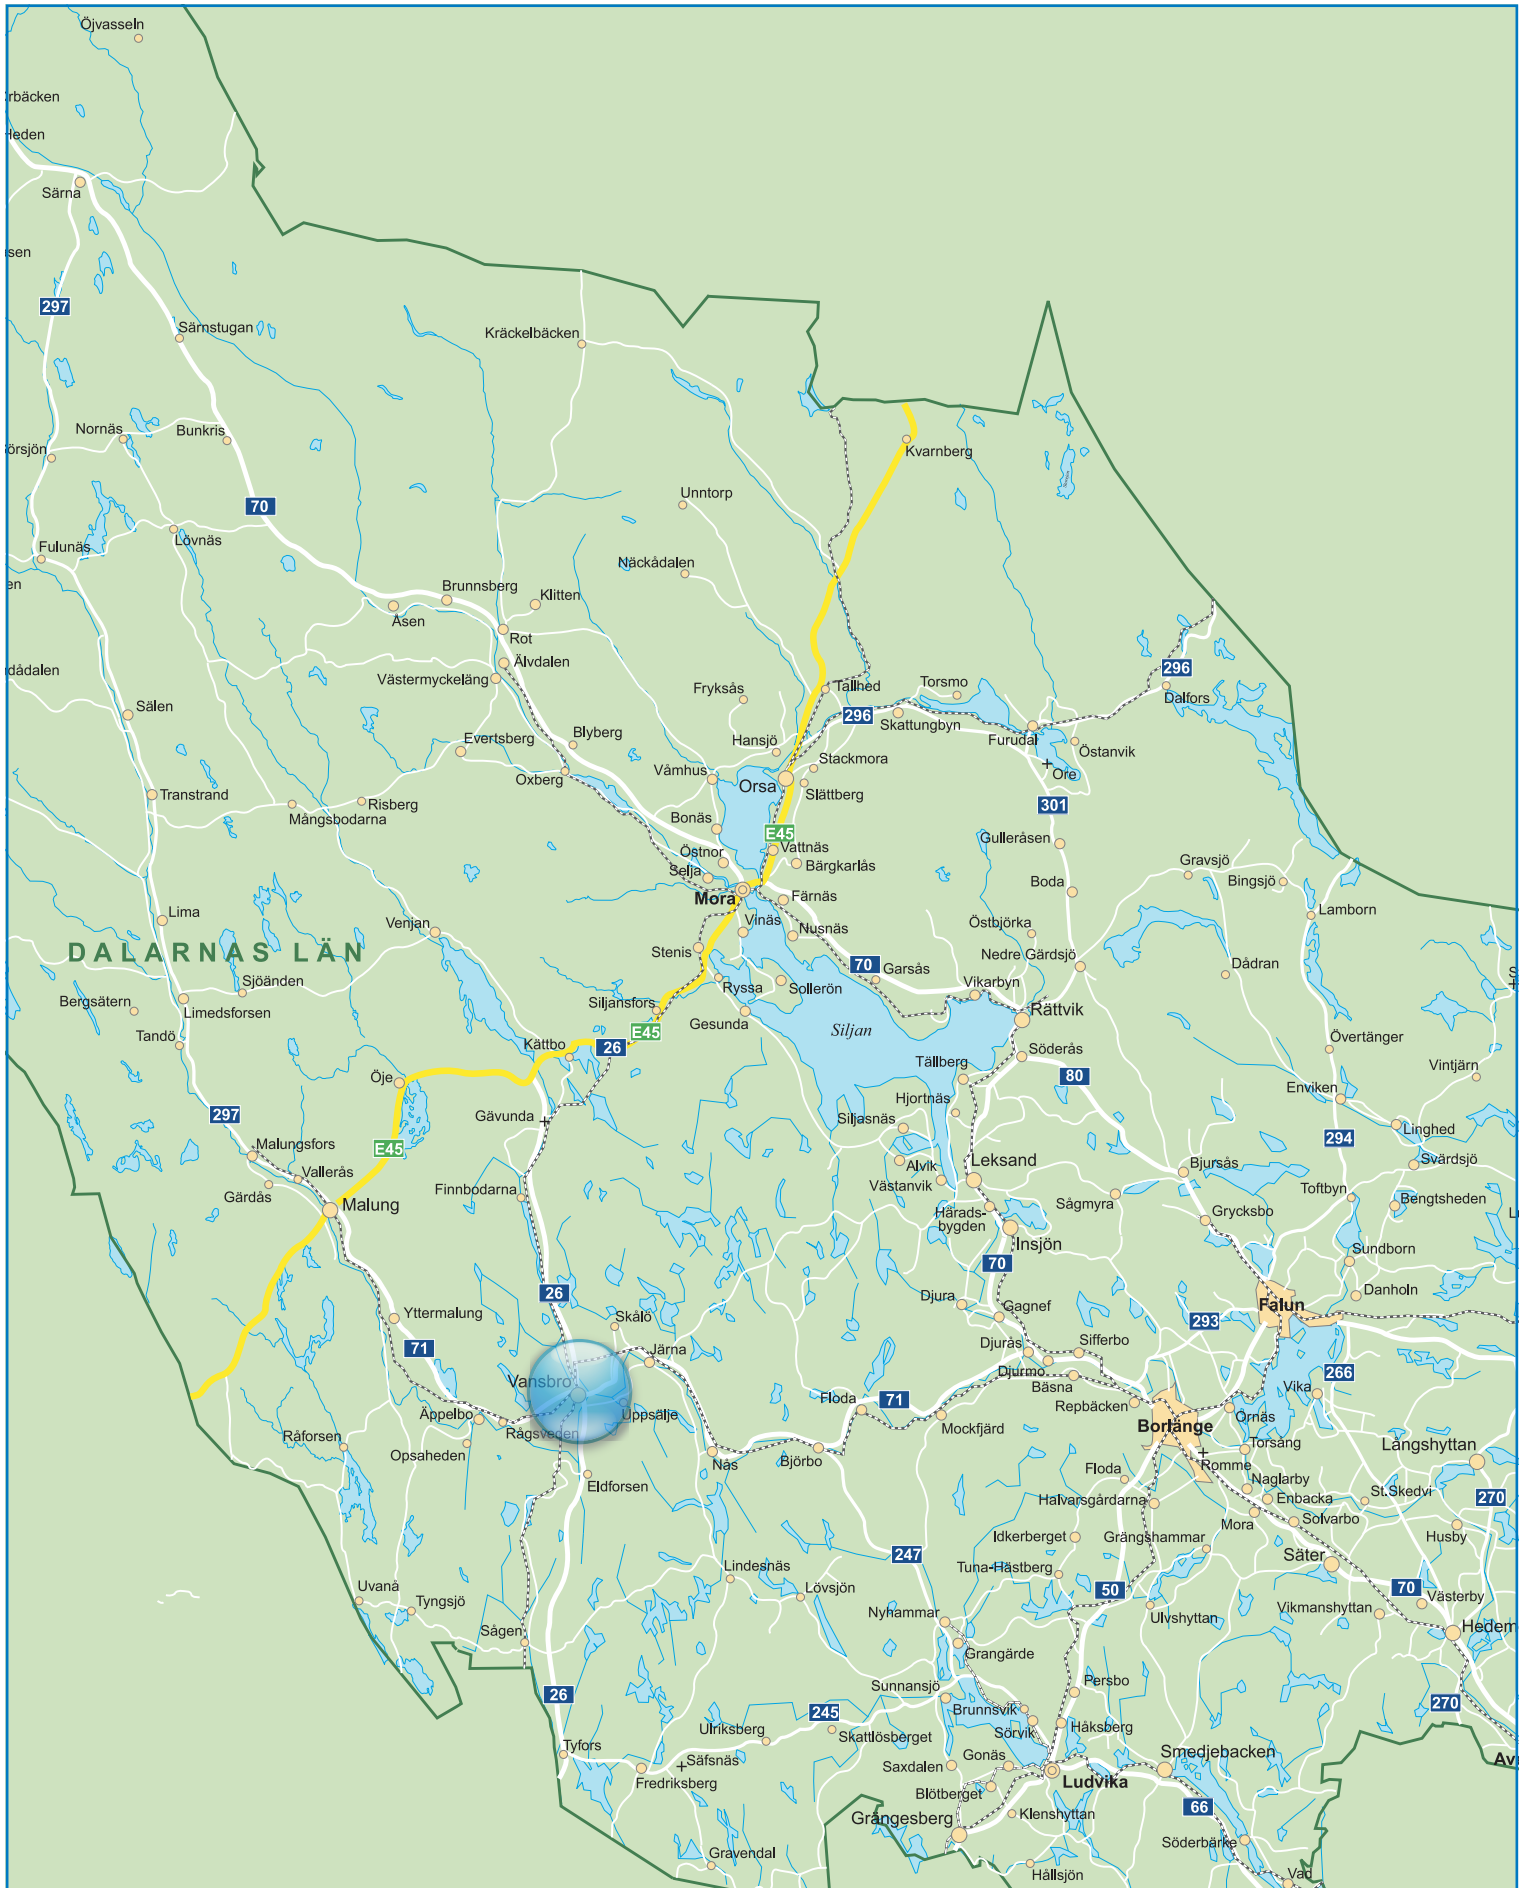 Öjvasseln
rbäcken
Heden
Särna
sen
297
Särnstugan
Kräckelbäcken
Nornäs
Bunkris
örsjön
Kvarnberg
70
Unntorp
Lövnäs
Fulunäs
Näckådalen
en
Brunnsberg
Klitten
Åsen
Rot
Älvdalen
dådalen
Västermyckeläng
296
Fryksås
Tallhed
Torsmo
Dalfors
Sälen
296
Skattungbyn
Evertsberg
Blyberg
Hansjö
Furudal
Östanvik
Stackmora
Oxberg
Våmhus
Orsa
Ore
Slättberg
Transtrand
Risberg
Mångsbodarna
301
Bonäs
E45
Gulleråsen
Östnor
Vattnäs
Bärgkarlås
Gravsjö
Selja
Bingsjö
Mora
Färnäs
Boda
Lima
Venjan
Vinäs
Nusnäs
Östbjörka
Lamborn
DALARNAS LÄN
Stenis
Nedre Gärdsjö
70
Garsås
Dådran
Sjöänden
Ryssa
Sollerön
Vikarbyn
Bergsätern
Limedsforsen
Siljansfors
Gesunda
Rättvik
Siljan
Tandö
E45
26
Kättbo
Söderås
Övertänger
Öje
Tällberg
80
Vintjärn
Enviken
Hjortnäs
297
Gävunda
Siljasnäs
Linghed
Malungsfors
E45
294
Alvik
Leksand
Bjursås
Svärdsjö
Vallerås
Västanvik
Gärdås
Finnbodarna
Toftbyn
Bengtsheden
Malung
Sågmyra
Härads-
bygden
Grycksbo
Insjön
Sundborn
70
26
Djura
Danholn
Gagnef
Falun
Yttermalung
Skålö
293
71
Järna
Djurås
Sifferbo
Djurmo
266
Vansbro
Bäsna
Vika
Floda
71
Repbäcken
Äppelbo
Uppsälje
Ornäs
Mockfjärd
Borlänge
Rågsveden
Råforsen
Opsaheden
Torsång
Långshyttan
Nås
Björbo
Romme
Floda
Eldforsen
Naglarby
Enbacka
St.Skedvi
270
Halvarsgårdarna
Mora
Solvarbo
Idkerberget
Grängshammar
Husby
247
Säter
Tuna-Hästberg
Lindesnäs
50
70
Uvanå
Lövsjön
Västerby
Tyngsjö
Ulvshyttan
Vikmanshyttan
Nyhammar
Sågen
Hedem
Grangärde
Persbo
Sunnansjö
26
Brunnsvik
270
245
Ulriksberg
Skattlösberget
Sörvik
Håksberg
Tyfors
Säfsnäs
Gonäs
Smedjebacken
Saxdalen
Fredriksberg
Ludvika
Blötberget
66
Grängesberg
Klenshyttan
Söderbärke
Gravendal
Hällsjön
Vad